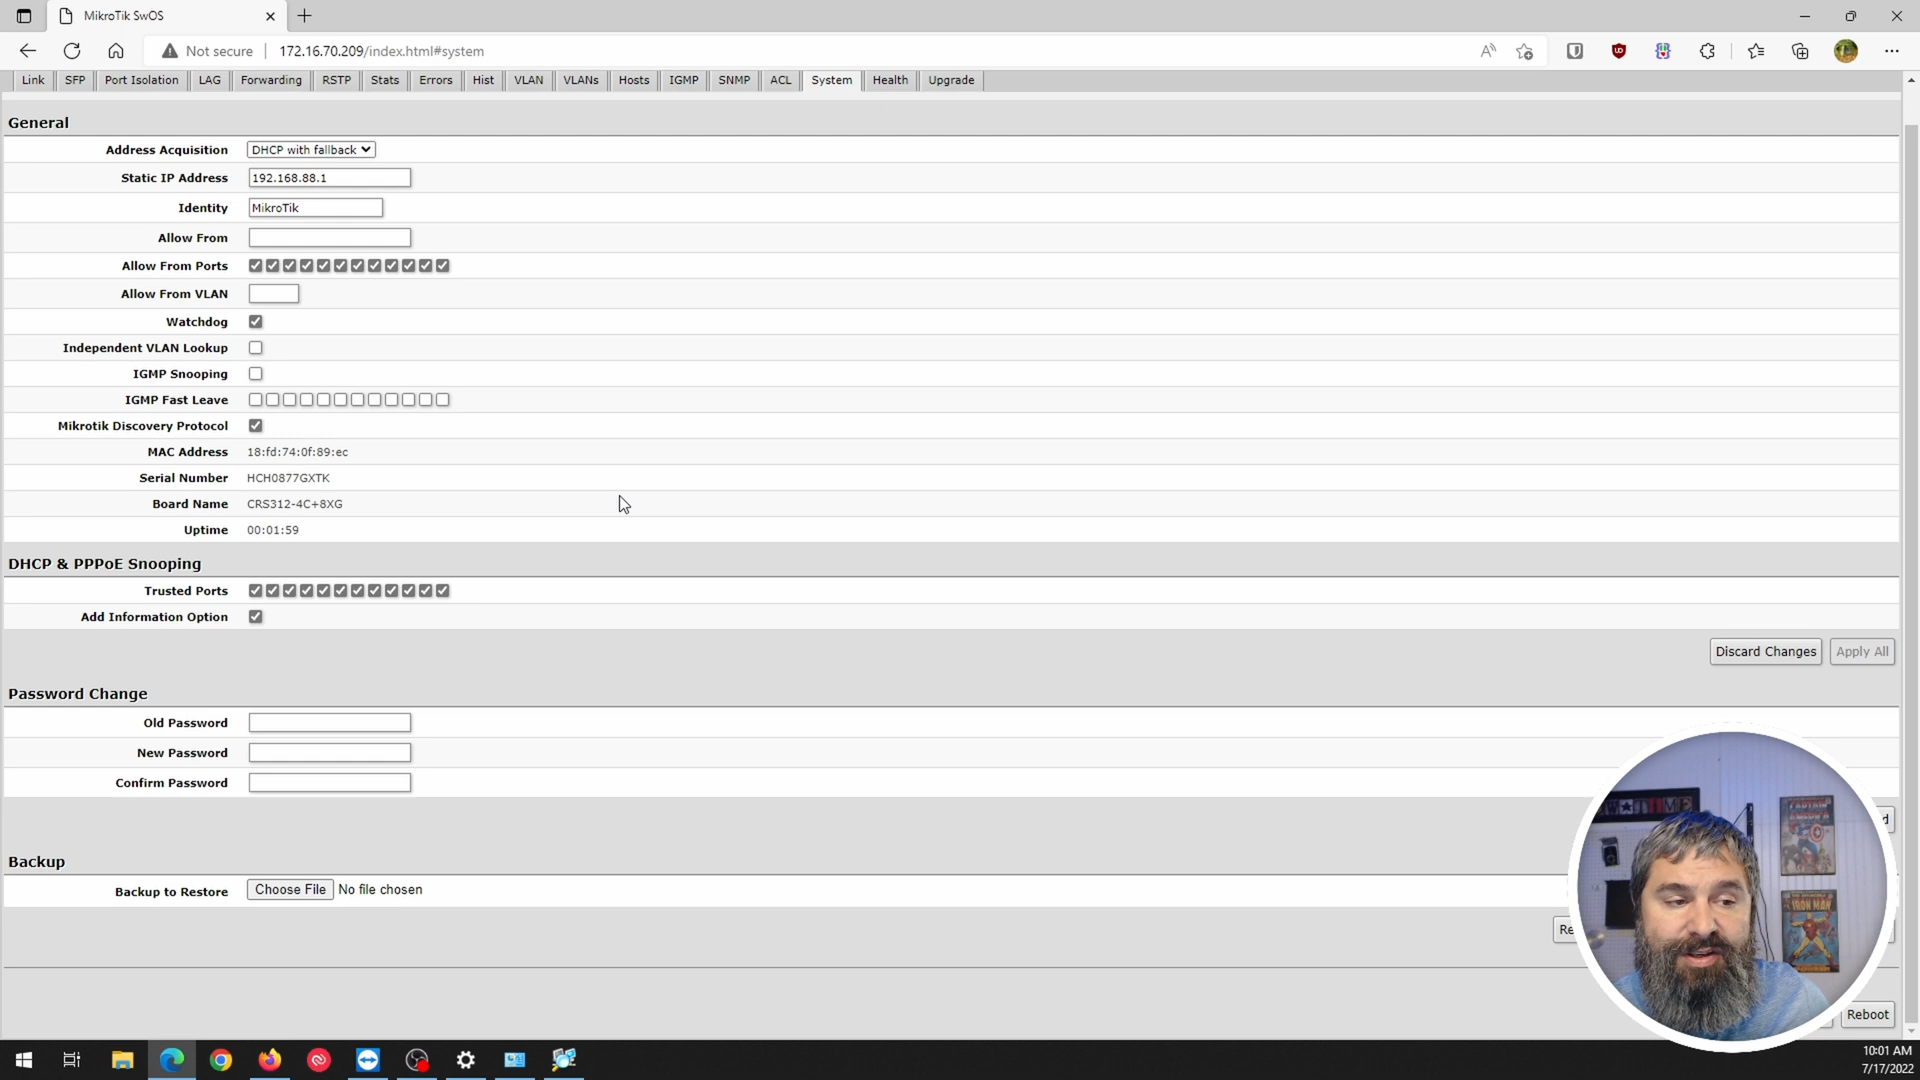 MikroTik SwOS
Not secure
172.16.70.209/index.html#system
Link SFP Port Isolation LAG Forwarding RSTP Stats Errors Hist VLAN VLANs Hosts IGMP SNMP ACL System Health Upgrade
General
Address Acquisition DHCP with fallback
Static IP Address 192.168.88.1
Identity MikroTik
Allow From
Allow From Ports
Allow From VLAN
Watchdog
Independent VLAN Lookup
IGMP Snooping
IGMP Fast Leave
Mikrotik Discovery Protocol
MAC Address 18:fd:74:0f:89:ec
Serial Number HCH0877GXTK
Board Name CRS312-4C+8XG
Uptime 00:01:59
DHCP & PPPoE Snooping
Trusted Ports
Add Information Option
Discard Changes Apply All
Password Change
Old Password
New Password
Confirm Password
d
Backup
Backup to Restore Choose File No file chosen
Re
Reboot
CAPTAIN AMERICA
IRON MAN
10:01 AM
7/17/2022